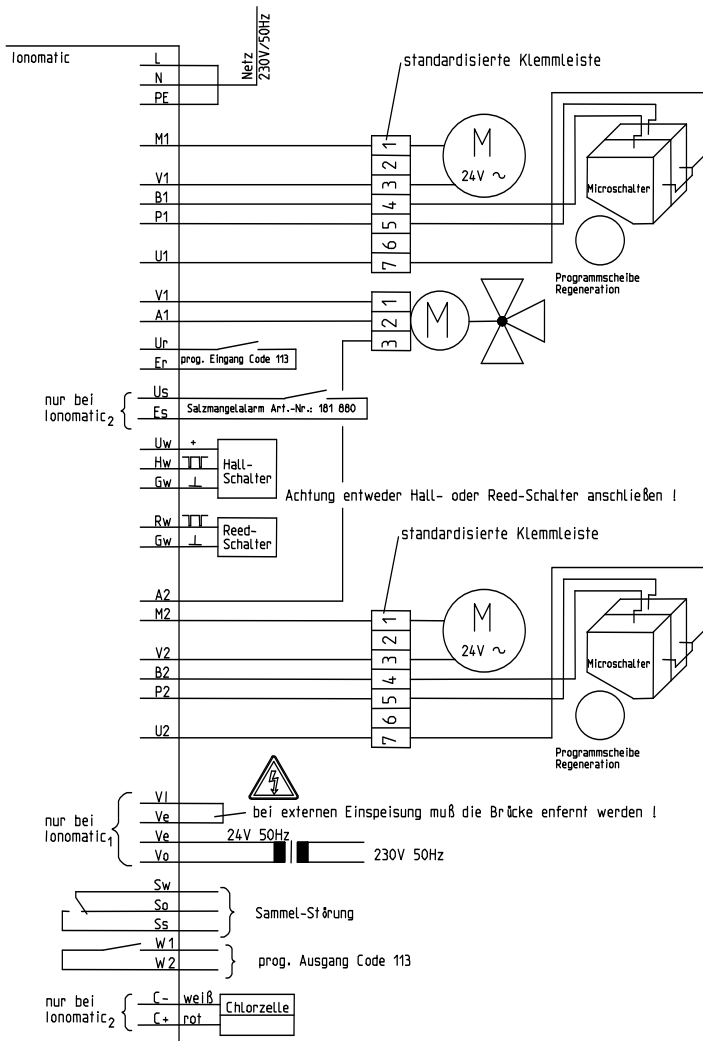 Netz
230V/50Hz
Ionomatic
L
N
PE
standardisierte Klemmleiste
M1
V1
B1
P1
U1
1
2
3
4
5
6
7
M
24V ~
Microschalter
Programmscheibe
Regeneration
V1
A1
1
2
3
M
Ur
Er
prog. Eingang Code 113
nur bei
Ionomatic2
Us
Es
Salzmangelalarm Art.-Nr.: 181 880
Uw +
Hw
Gw
Hall-
Schalter
Achtung entweder Hall- oder Reed-Schalter anschließen !
Rw
Gw
Reed-
Schalter
standardisierte Klemmleiste
A2
M2
V2
B2
P2
U2
1
2
3
4
5
6
7
M
24V ~
Microschalter
Programmscheibe
Regeneration
nur bei
Ionomatic1
VI
Ve
Ve
Vo
bei externen Einspeisung muß die Brücke enfernt werden !
24V 50Hz
230V 50Hz
Sw
So
Ss
Sammel-Störung
W1
W2
prog. Ausgang Code 113
nur bei
Ionomatic2
C- weiß
C+ rot
Chlorzelle